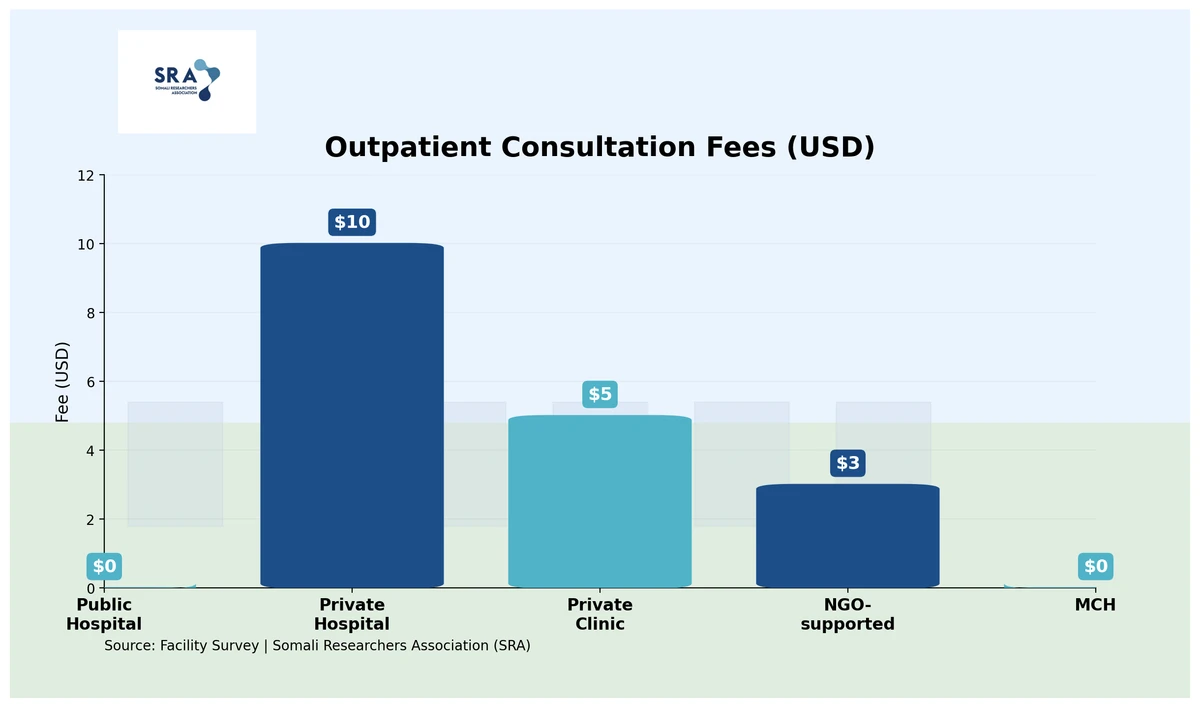 SRA
SOMALI RESEARCHERS
ASSOCIATION
Outpatient Consultation Fees (USD)
Fee (USD)
12
10
8
6
4
2
0
$0
$10
$5
$3
$0
Public
Hospital
Private
Hospital
Private
Clinic
NGO-
supported
MCH
Source: Facility Survey | Somali Researchers Association (SRA)